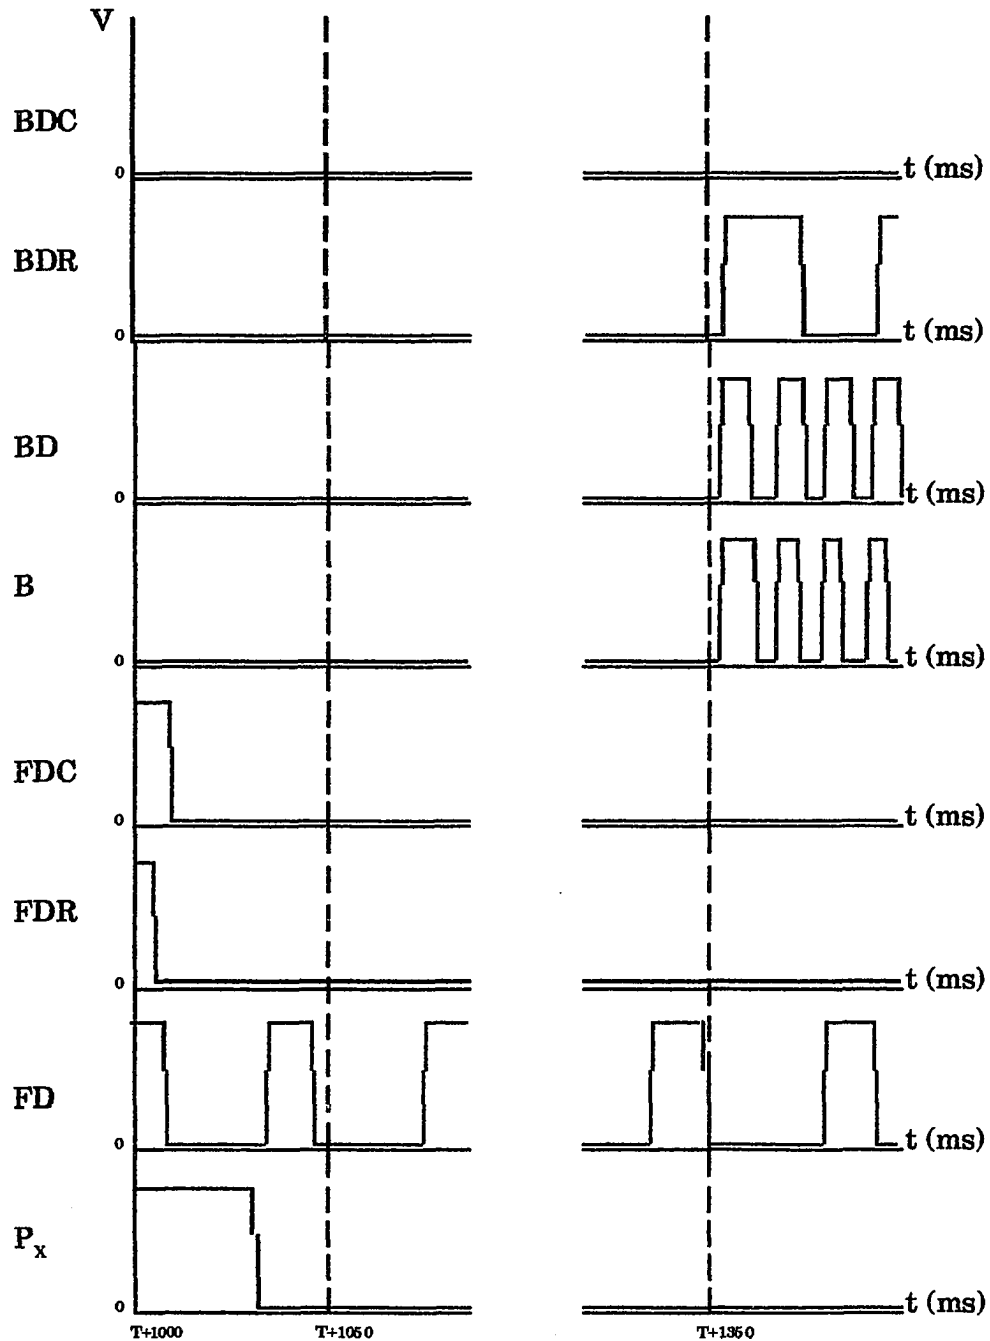 V
BDC
0
t (ms)
BDR
0
t (ms)
BD
0
t (ms)
B
0
t (ms)
FDC
0
t (ms)
FDR
0
t (ms)
FD
0
t (ms)
Px
0
t (ms)
T+1000
T+1050
T+1350